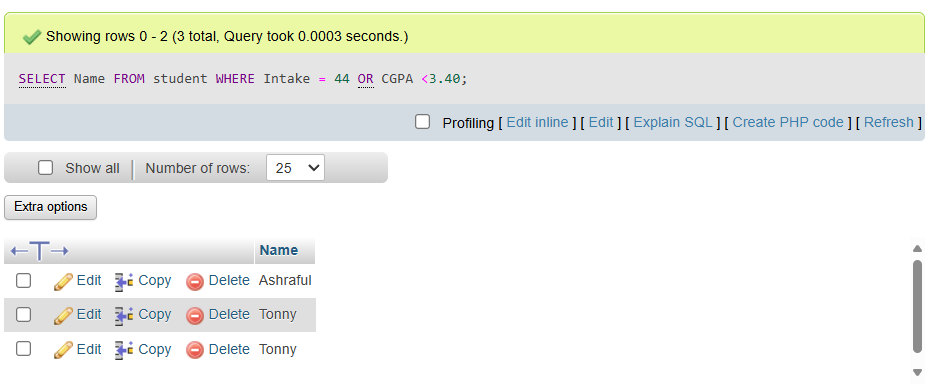 Showing rows 0 - 2 (3 total, Query took 0.0003 seconds.)
SELECT Name FROM student WHERE Intake = 44 OR CGPA <3.40;
Profiling [ Edit inline ] [ Edit ] [ Explain SQL ] [ Create PHP code ] [ Refresh ]
Show all Number of rows: 25
Extra options
Name
Edit Copy Delete Ashraful
Edit Copy Delete Tonny
Edit Copy Delete Tonny